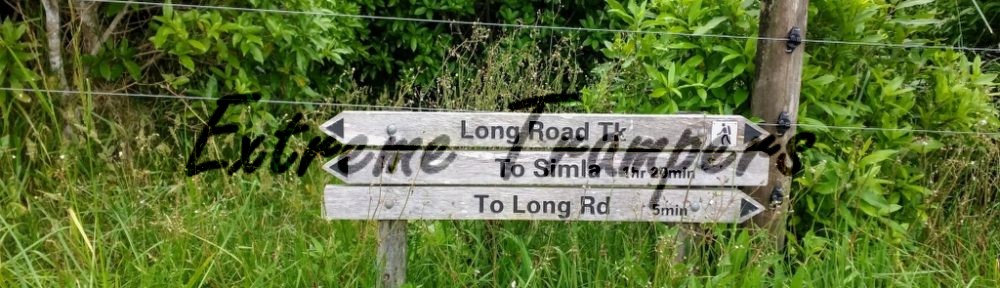 Long Road Tk
Extreme Trampers
To Simla 1hr 20min
To Long Rd 5min